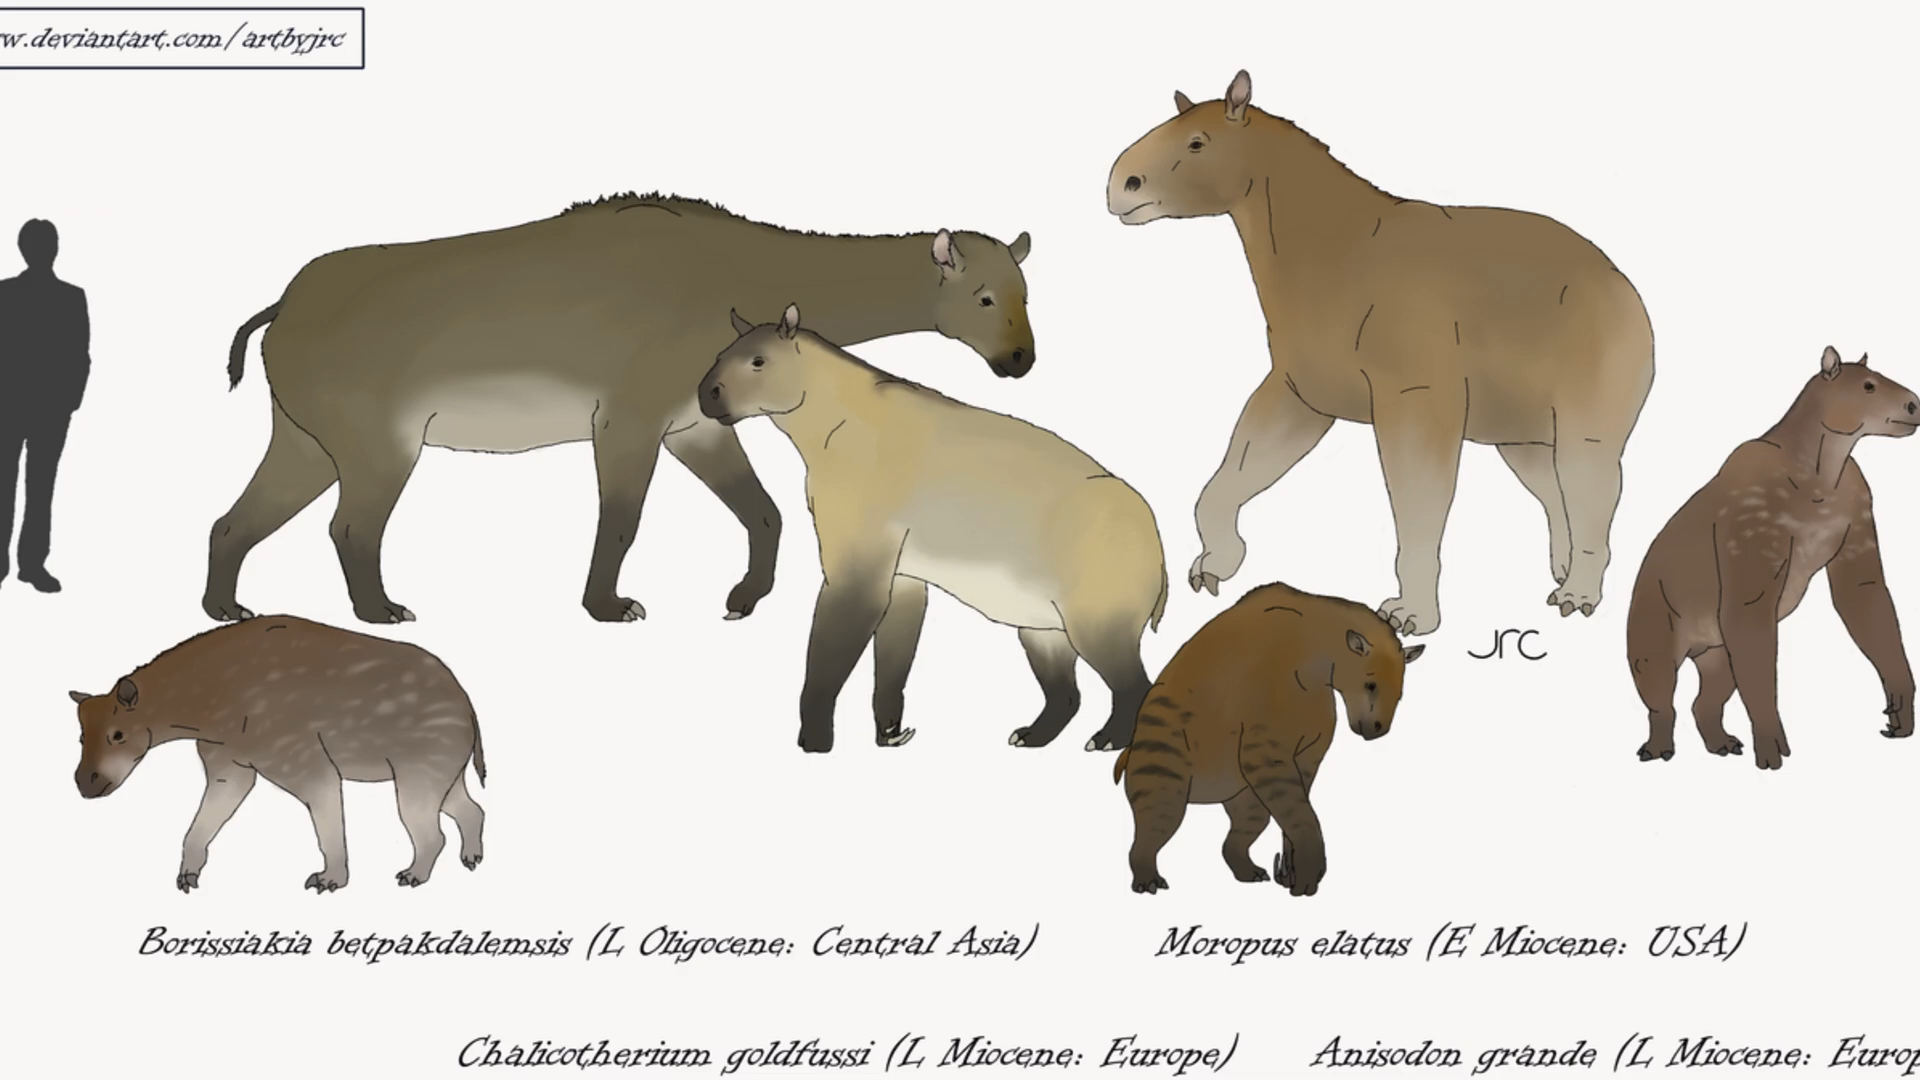 w.deviantart.com/artbyjrc
JRC
Borissiakia betpakdalemsis (L Oligocene: Central Asia)
Moropus elatus (E Miocene: USA)
Chalicotherium goldfussi (L Miocene: Europe)
Anisodon grande (L Miocene: Europ